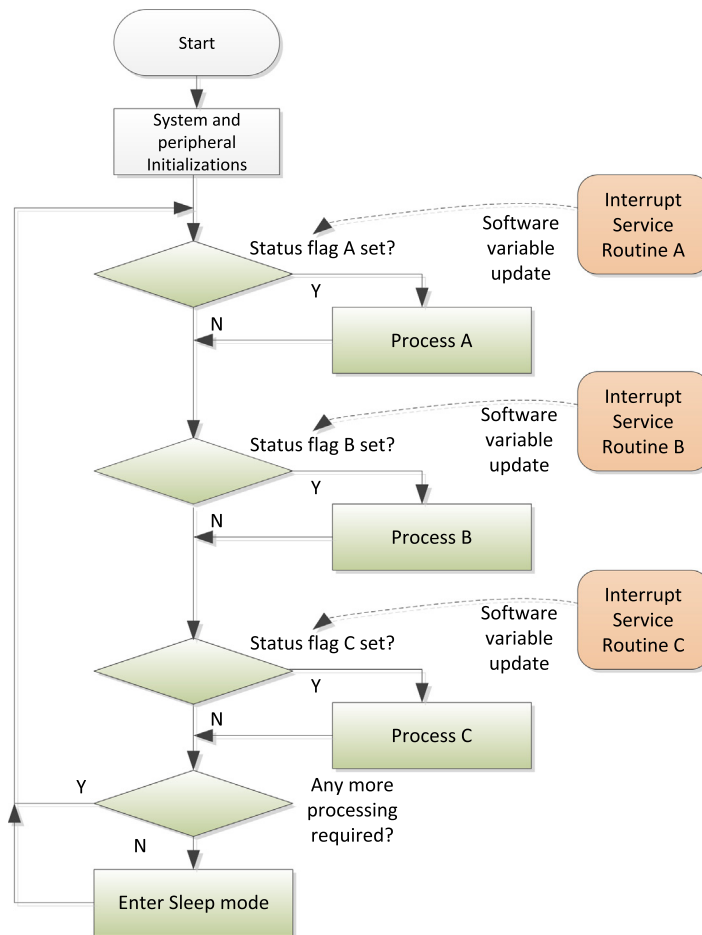 Start
System and
peripheral
Initializations
Interrupt
Service
Routine A
Software
variable
update
Status flag A set?
Y
N
Process A
Interrupt
Service
Routine B
Software
variable
update
Status flag B set?
Y
N
Process B
Interrupt
Service
Routine C
Software
variable
update
Status flag C set?
Y
N
Process C
Y
Any more
processing
required?
N
Enter Sleep mode